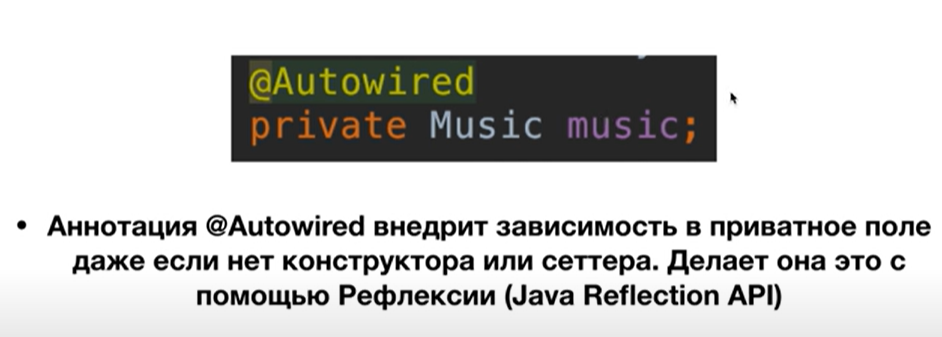 @Autowired
private Music music;
• Аннотация @Autowired внедрит зависимость в приватное поле
даже если нет конструктора или сеттера. Делает она это с
помощью Рефлексии (Java Reflection API)